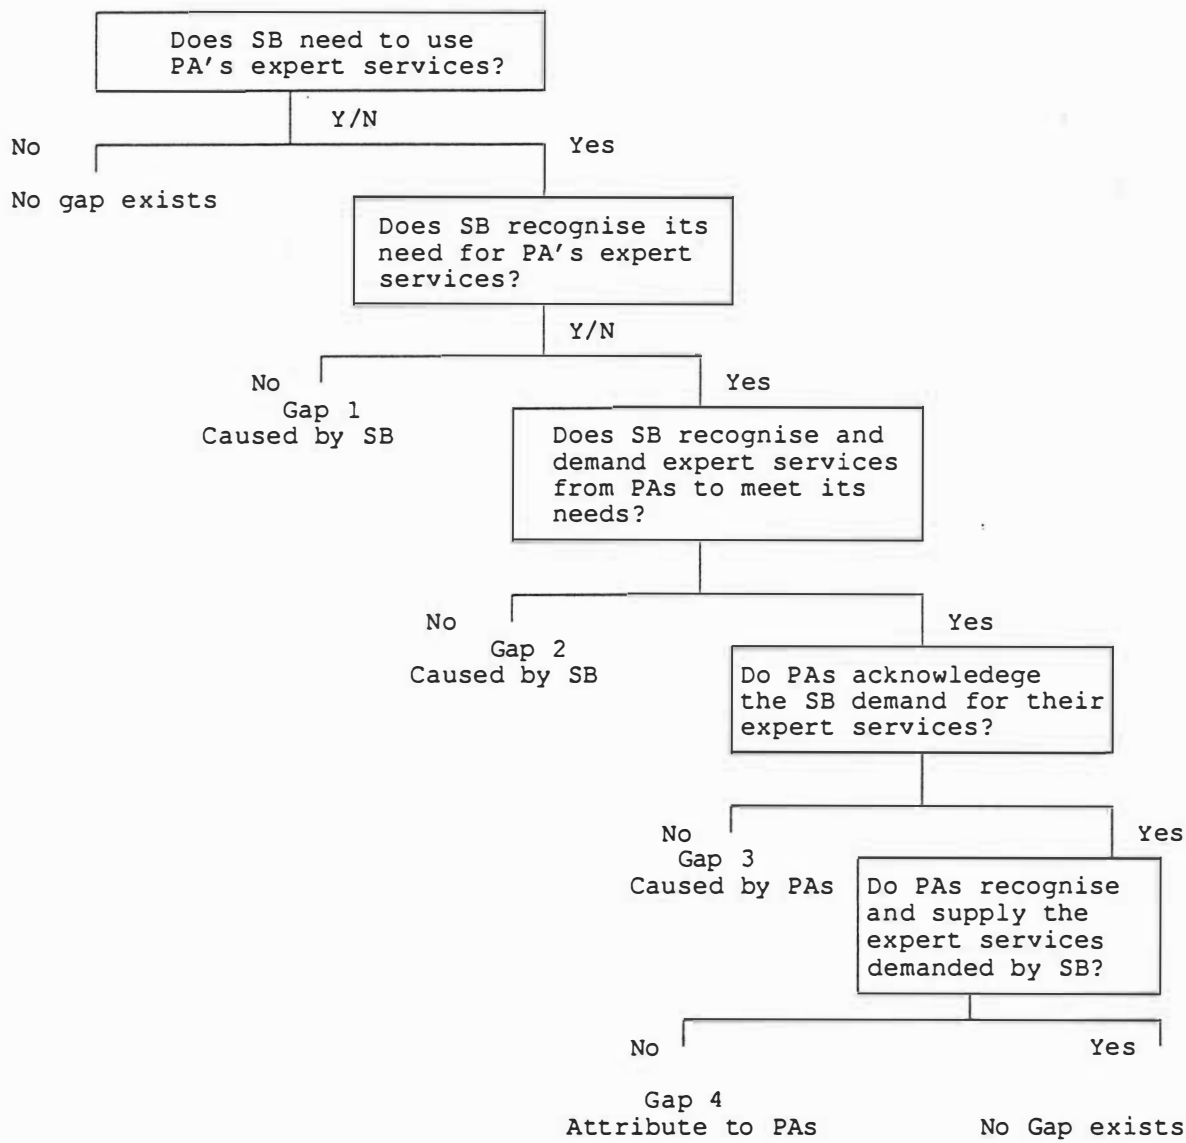 Does SB need to use
PA's expert services?
Y/N
No
Yes
No gap exists
Does SB recognise its
need for PA's expert
services?
Y/N
No
Yes
Gap 1
Caused by SB
Does SB recognise and
demand expert services
from PAs to meet its
needs?
No
Yes
Gap 2
Caused by SB
Do PAs acknowledege
the SB demand for their
expert services?
No
Yes
Gap 3
Caused by PAs
Do PAs recognise
and supply the
expert services
demanded by SB?
No
Yes
Gap 4
Attribute to PAs
No Gap exists